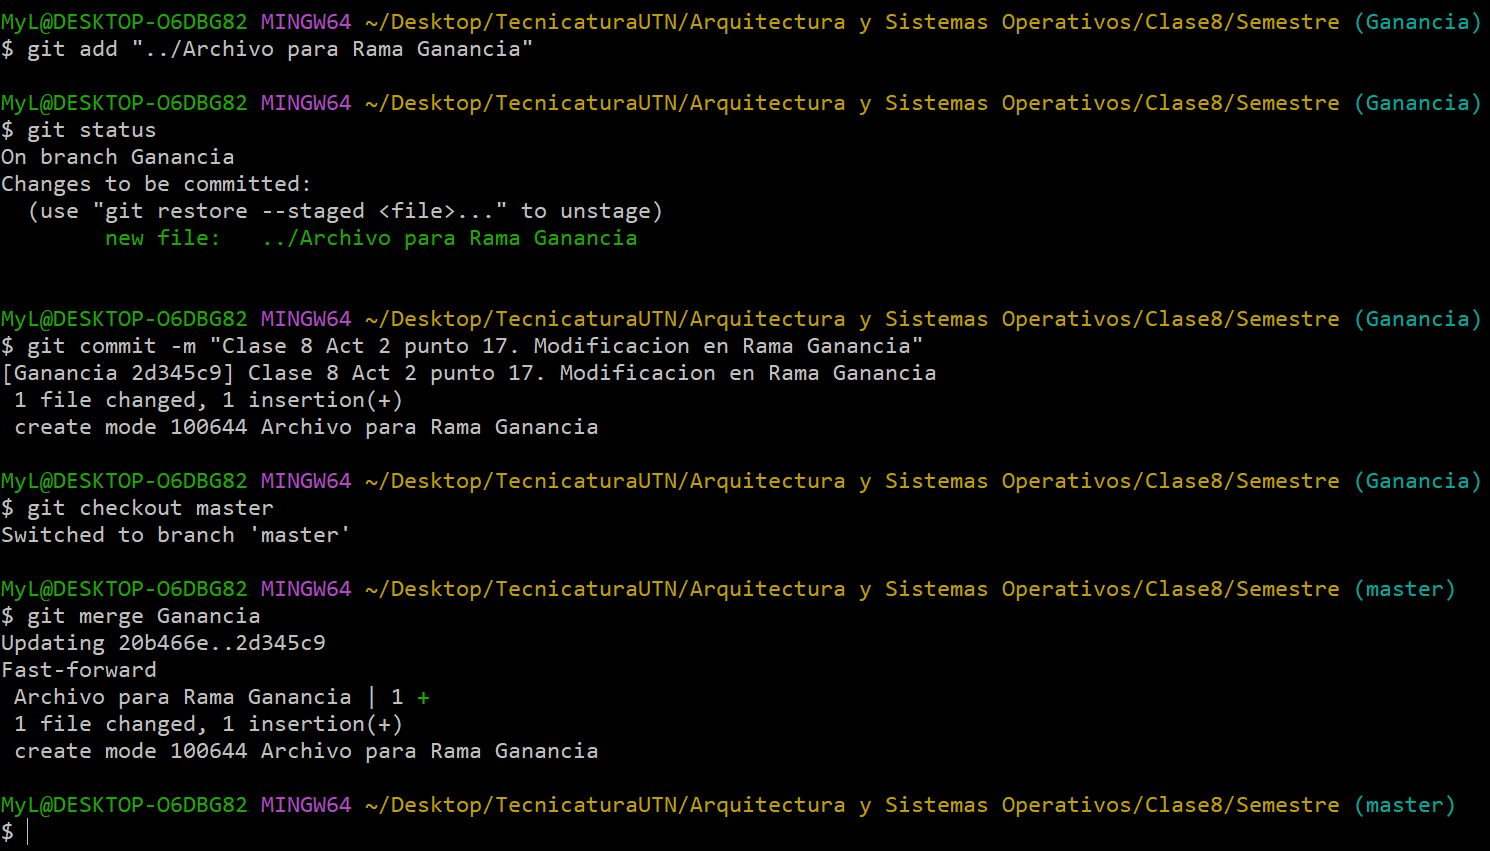 MyL@DESKTOP-O6DBG82 MINGW64 ~/Desktop/TecnicaturaUTN/Arquitectura y Sistemas Operativos/Clase8/Semestre (Ganancia)
$ git add "../Archivo para Rama Ganancia"
MyL@DESKTOP-O6DBG82 MINGW64 ~/Desktop/TecnicaturaUTN/Arquitectura y Sistemas Operativos/Clase8/Semestre (Ganancia)
$ git status
On branch Ganancia
Changes to be committed:
  (use "git restore --staged <file>..." to unstage)
        new file:   ../Archivo para Rama Ganancia
MyL@DESKTOP-O6DBG82 MINGW64 ~/Desktop/TecnicaturaUTN/Arquitectura y Sistemas Operativos/Clase8/Semestre (Ganancia)
$ git commit -m "Clase 8 Act 2 punto 17. Modificacion en Rama Ganancia"
[Ganancia 2d345c9] Clase 8 Act 2 punto 17. Modificacion en Rama Ganancia
 1 file changed, 1 insertion(+)
 create mode 100644 Archivo para Rama Ganancia
MyL@DESKTOP-O6DBG82 MINGW64 ~/Desktop/TecnicaturaUTN/Arquitectura y Sistemas Operativos/Clase8/Semestre (Ganancia)
$ git checkout master
Switched to branch 'master'
MyL@DESKTOP-O6DBG82 MINGW64 ~/Desktop/TecnicaturaUTN/Arquitectura y Sistemas Operativos/Clase8/Semestre (master)
$ git merge Ganancia
Updating 20b466e..2d345c9
Fast-forward
 Archivo para Rama Ganancia | 1 +
 1 file changed, 1 insertion(+)
 create mode 100644 Archivo para Rama Ganancia
MyL@DESKTOP-O6DBG82 MINGW64 ~/Desktop/TecnicaturaUTN/Arquitectura y Sistemas Operativos/Clase8/Semestre (master)
$